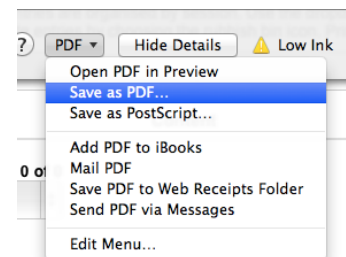 ? PDF ▾ Hide Details Low Ink
Open PDF in Preview
Save as PDF...
Save as PostScript...
Add PDF to iBooks
0 of
Mail PDF
Save PDF to Web Receipts Folder
Send PDF via Messages
Edit Menu...